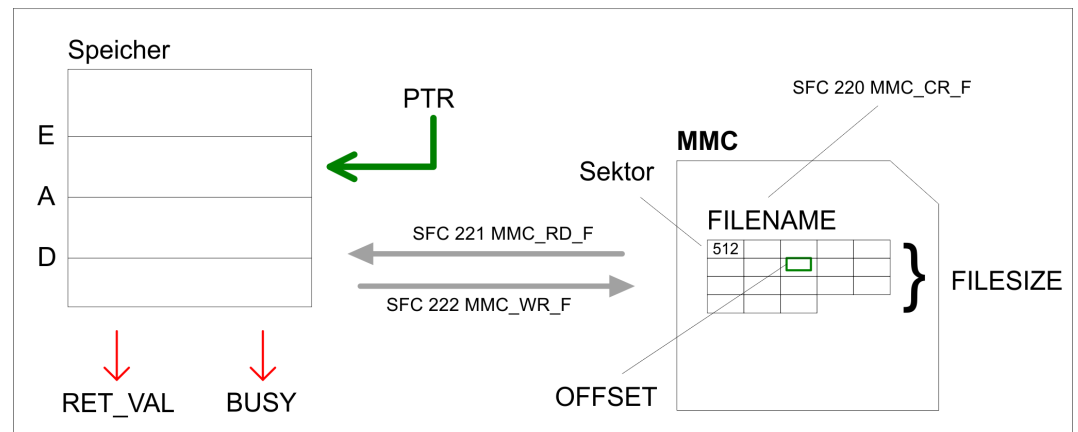 Speicher
E
A
D
PTR
RET_VAL
BUSY
SFC 221 MMC_RD_F
SFC 222 MMC_WR_F
SFC 220 MMC_CR_F
MMC
Sektor
FILENAME
512
}
FILESIZE
OFFSET